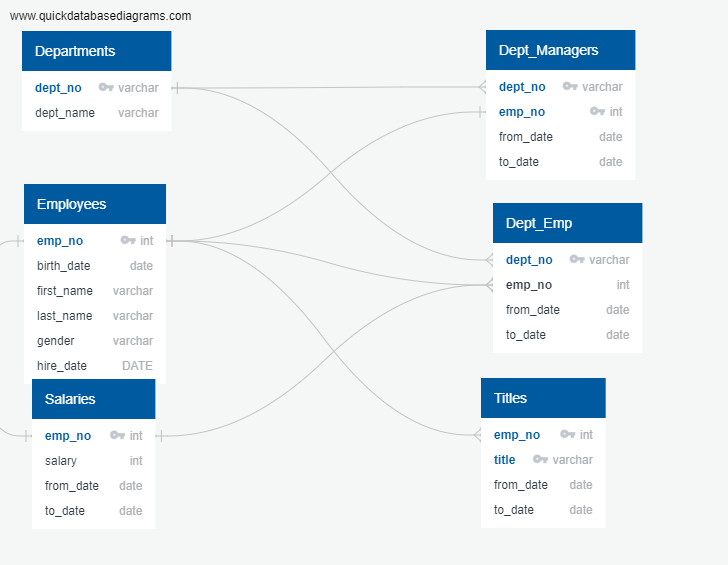 www.quickdatabasediagrams.com
Departments
dept_no varchar
dept_name varchar
Dept_Managers
dept_no varchar
emp_no int
from_date date
to_date date
Employees
emp_no int
birth_date date
first_name varchar
last_name varchar
gender varchar
hire_date DATE
Dept_Emp
dept_no varchar
emp_no int
from_date date
to_date date
Salaries
emp_no int
salary int
from_date date
to_date date
Titles
emp_no int
title varchar
from_date date
to_date date